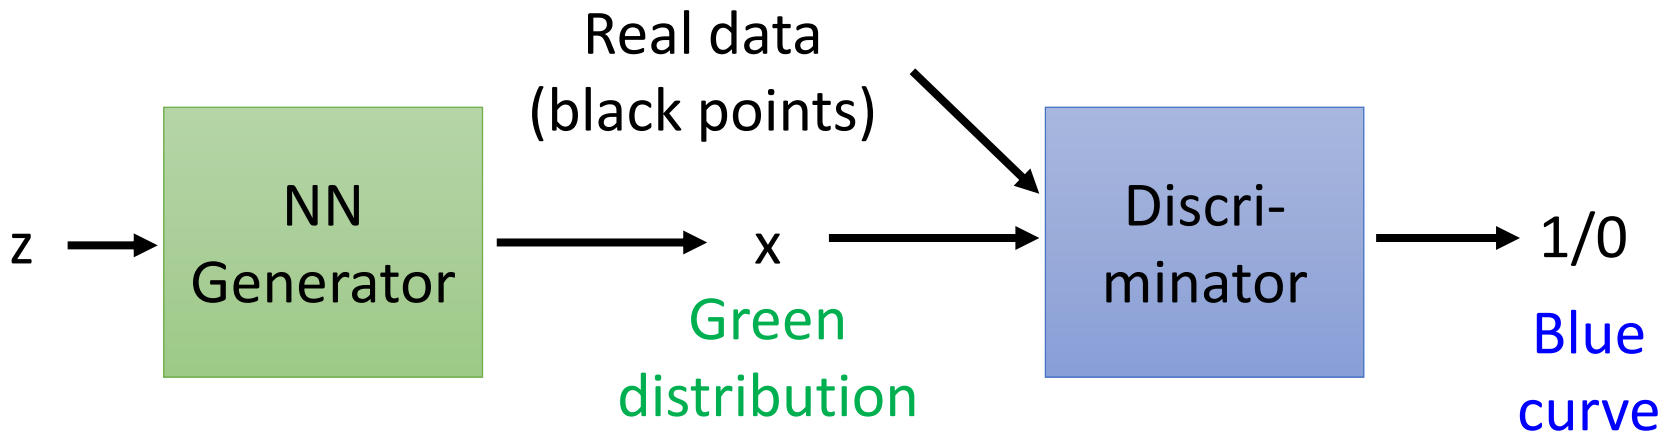 Real data
(black points)
z
NN
Generator
x
Green
distribution
Discri-
minator
1/0
Blue
curve